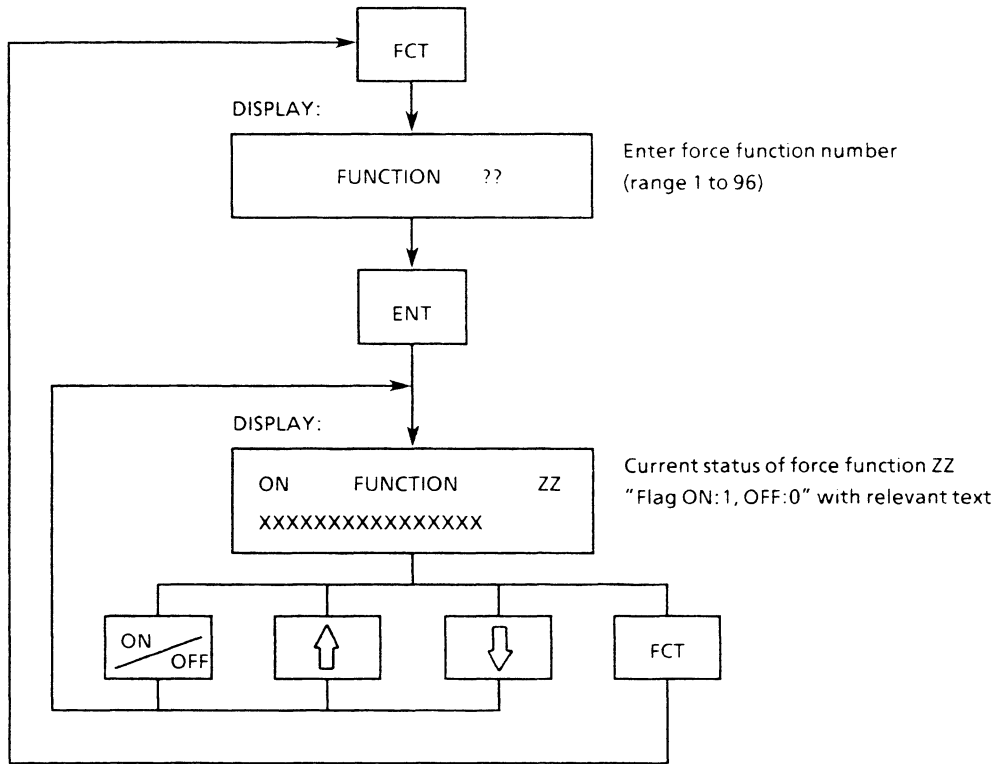 FCT
DISPLAY:
FUNCTION ??
Enter force function number
(range 1 to 96)
ENT
DISPLAY:
ON FUNCTION ZZ
XXXXXXXXXXXXXXXX
Current status of force function ZZ
"Flag ON:1, OFF:0" with relevant text
ON
OFF
FCT